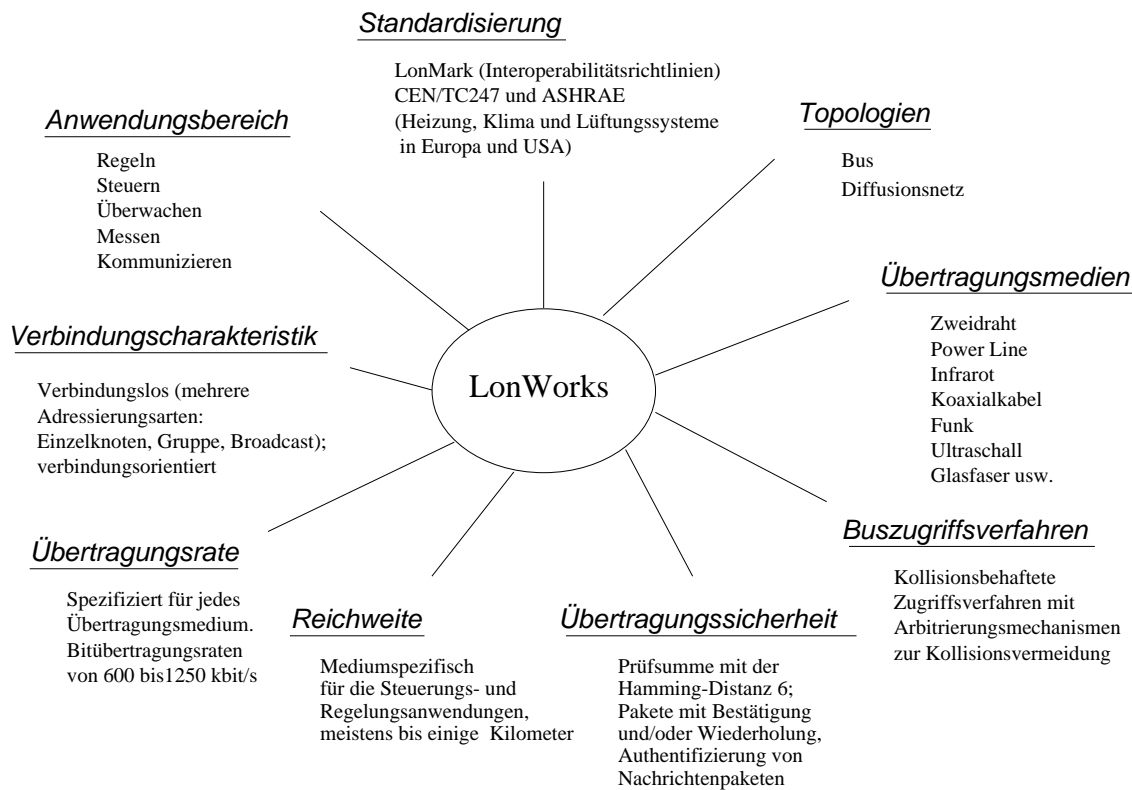 Standardisierung
LonMark (Interoperabilitätsrichtlinien)
CEN/TC247 und ASHRAE
(Heizung, Klima und Lüftungssysteme
in Europa und USA)
Anwendungsbereich
Regeln
Steuern
Überwachen
Messen
Kommunizieren
Topologien
Bus
Diffusionsnetz
Übertragungsmedien
Zweidraht
Power Line
Infrarot
Koaxialkabel
Funk
Ultraschall
Glasfaser usw.
Verbindungscharakteristik
Verbindungslos (mehrere
Adressierungsarten:
Einzelknoten, Gruppe, Broadcast);
verbindungsorientiert
LonWorks
Buszugriffsverfahren
Kollisionsbehaftete
Zugriffsverfahren mit
Arbitrierungsmechanismen
zur Kollisionsvermeidung
Übertragungsrate
Spezifiziert für jedes
Übertragungsmedium.
Bitübertragungsraten
von 600 bis1250 kbit/s
Reichweite
Mediumspezifisch
für die Steuerungs- und
Regelungsanwendungen,
meistens bis einige Kilometer
Übertragungssicherheit
Prüfsumme mit der
Hamming-Distanz 6;
Pakete mit Bestätigung
und/oder Wiederholung,
Authentifizierung von
Nachrichtenpaketen